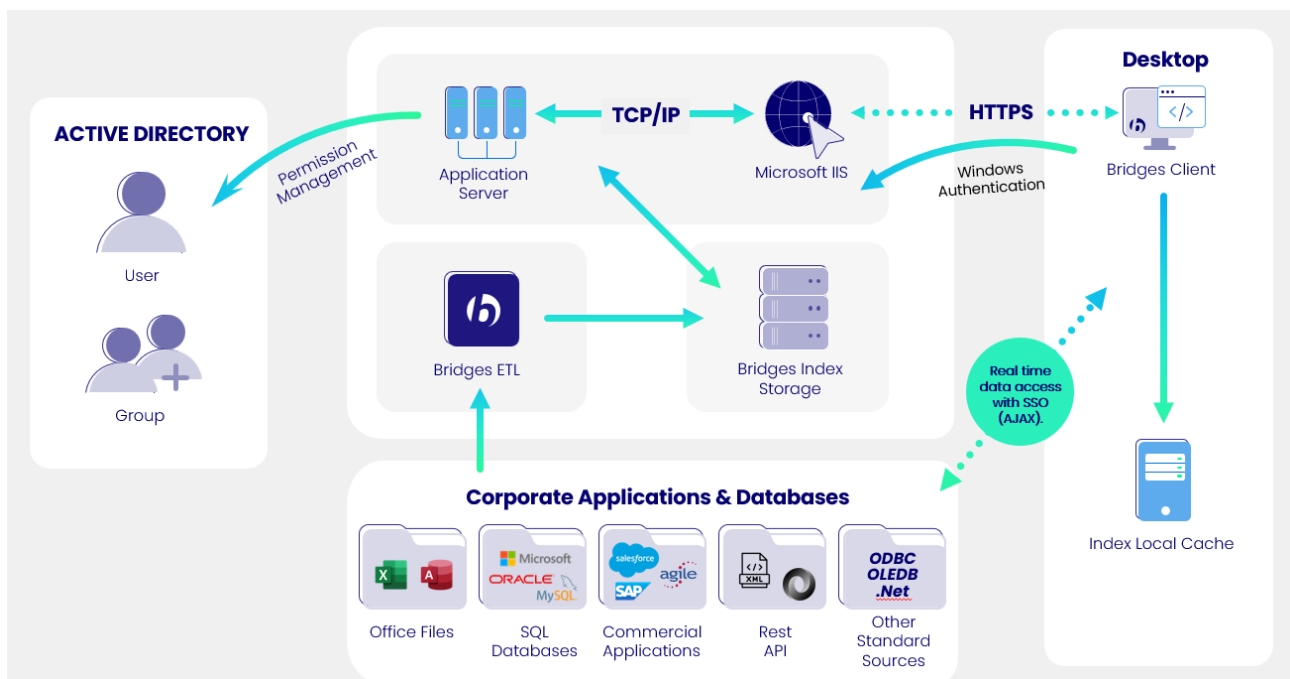 ACTIVE DIRECTORY
User
Group
Permission
Management
Application
Server
TCP/IP
Microsoft IIS
HTTPS
Windows
Authentication
Desktop
</>
Bridges Client
b
Bridges ETL
Bridges Index
Storage
Real time
data access
with SSO
(AJAX).
Index Local Cache
Corporate Applications & Databases
X
A
Office Files
Microsoft
ORACLE
MySQL
SQL
Databases
salesforce
agile
SAP
Commercial
Applications
</>
XML
Rest
API
ODBC
OLEDB
.Net
Other
Standard
Sources